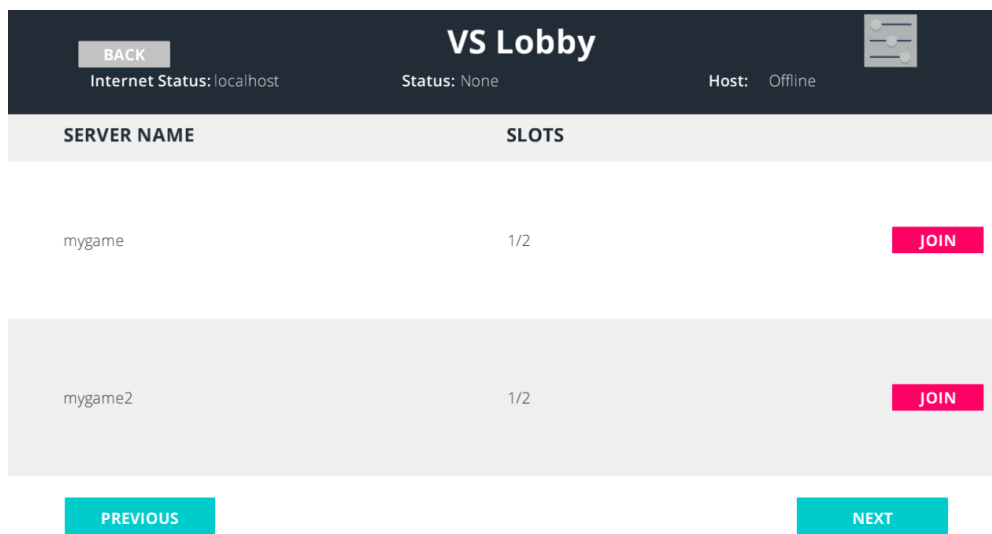 VS Lobby
BACK
Internet Status: localhost Status: None Host: Offline
SERVER NAME SLOTS
mygame 1/2 JOIN
mygame2 1/2 JOIN
PREVIOUS NEXT